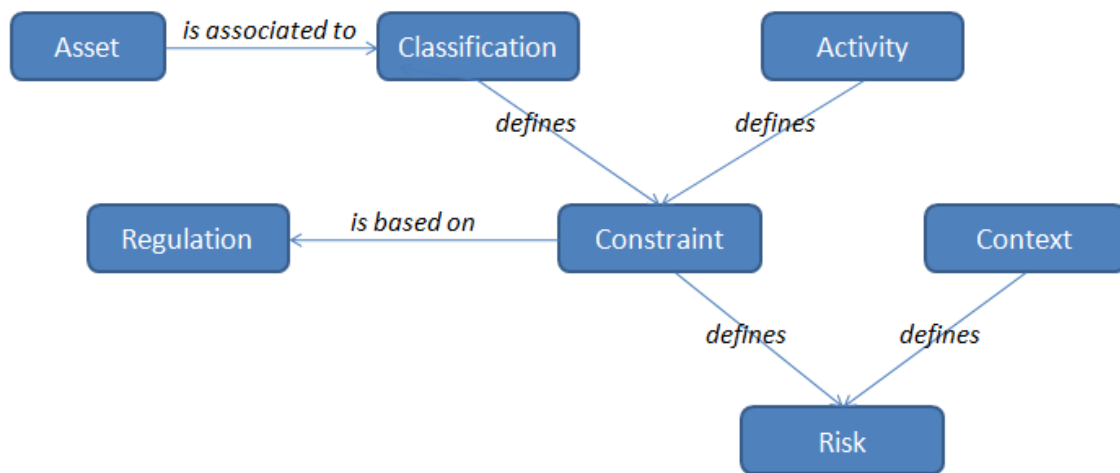 Asset
is associated to
Classification
Activity
defines
defines
Regulation
is based on
Constraint
Context
defines
defines
Risk